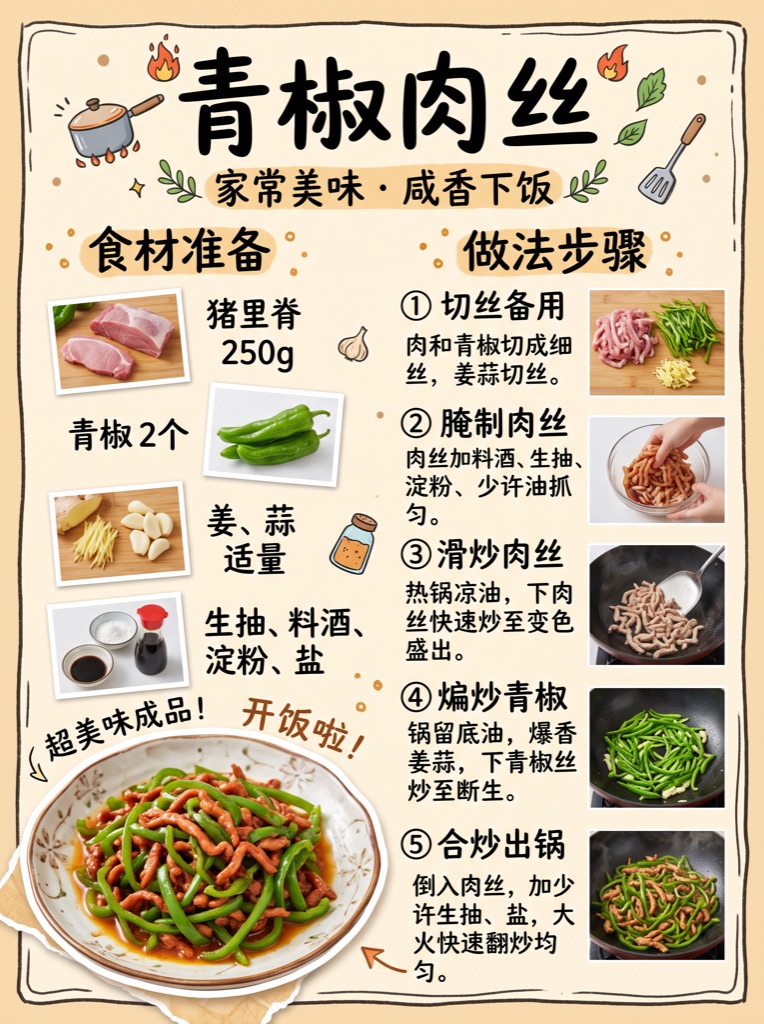 青椒肉丝
家常美味·咸香下饭
食材准备
猪里脊
250g
青椒2个
姜、蒜
适量
生抽、料酒、
淀粉、盐
超美味成品！
开饭啦！
做法步骤
① 切丝备用
肉和青椒切成细
丝，姜蒜切丝。
② 腌制肉丝
肉丝加料酒、生抽、
淀粉、少许油抓
匀。
③ 滑炒肉丝
热锅凉油，下肉
丝快速炒至变色
盛出。
④ 煸炒青椒
锅留底油，爆香
姜蒜，下青椒丝
炒至断生。
⑤ 合炒出锅
倒入肉丝，加少
许生抽、盐，大
火快速翻炒均
匀。